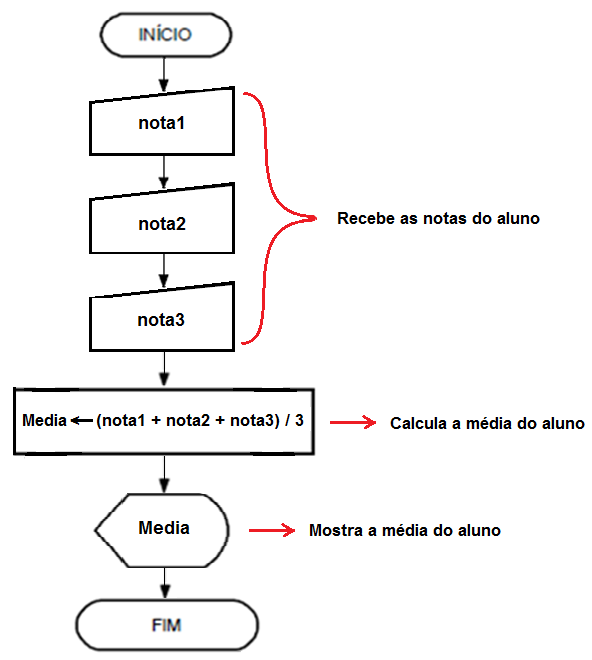 INÍCIO
nota1
nota2
Recebe as notas do aluno
nota3
Media ← (nota1 + nota2 + nota3) / 3
Calcula a média do aluno
Media
Mostra a média do aluno
FIM